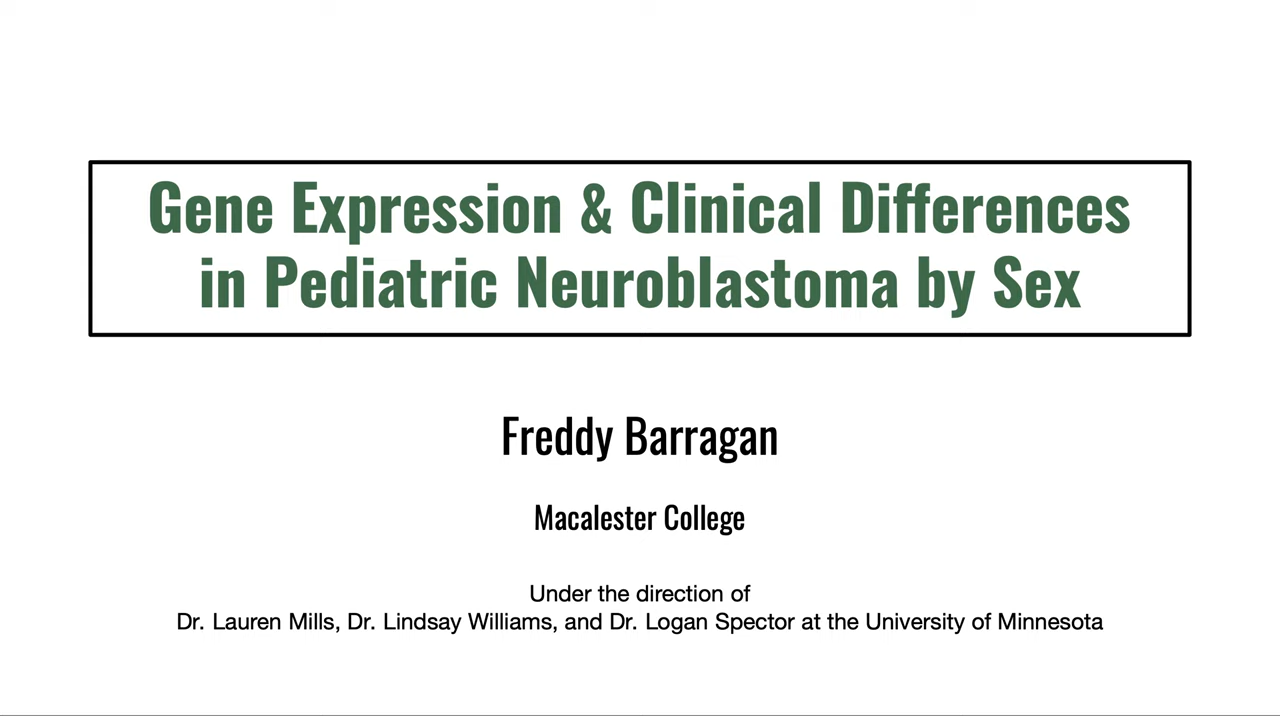 Gene Expression & Clinical Differences
in Pediatric Neuroblastoma by Sex
Freddy Barragan
Macalester College
Under the direction of
Dr. Lauren Mills, Dr. Lindsay Williams, and Dr. Logan Spector at the University of Minnesota